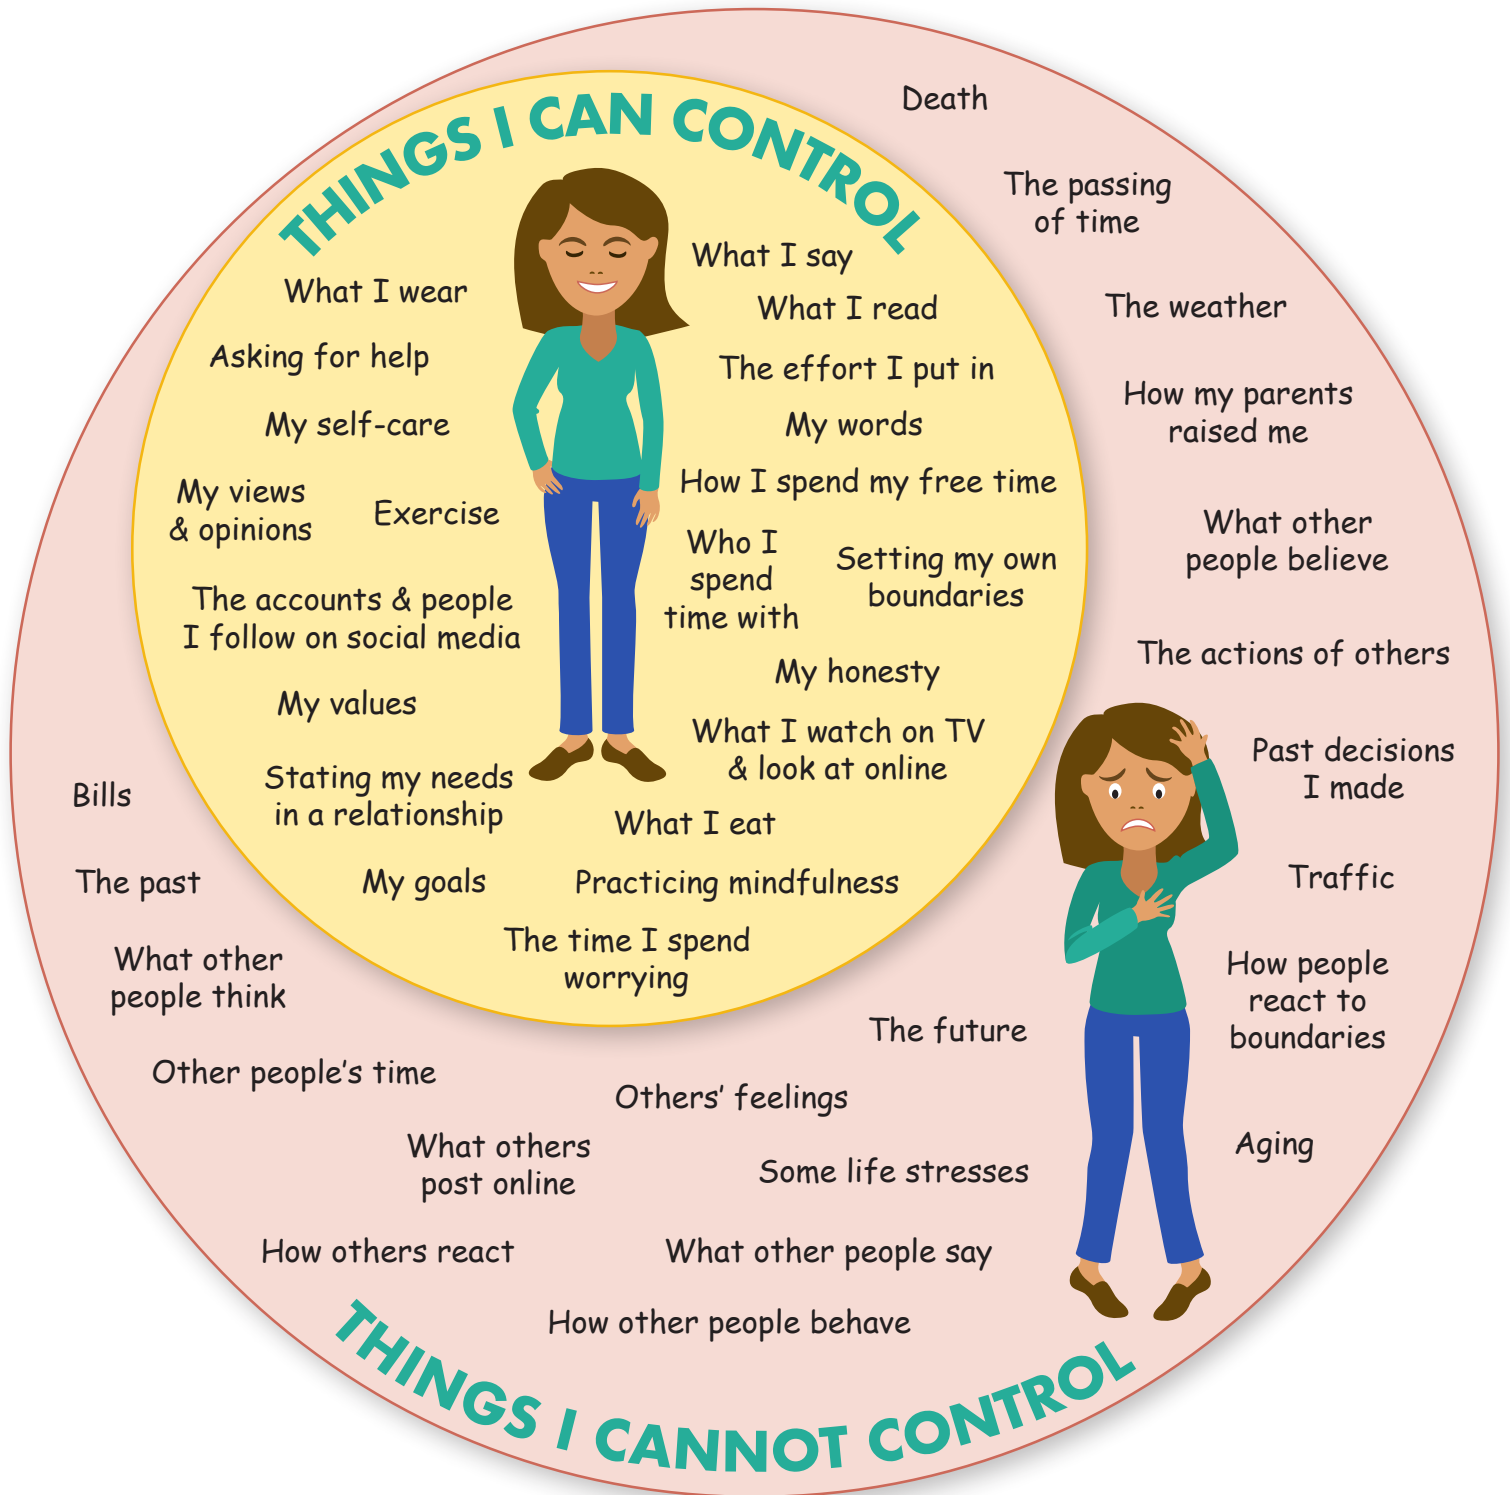 THINGS I CAN CONTROL
What I wear
Asking for help
My self-care
My views
& opinions
Exercise
The accounts & people
I follow on social media
My values
Stating my needs
in a relationship
My goals
What I say
What I read
The effort I put in
My words
How I spend my free time
Who I
spend
time with
Setting my own
boundaries
My honesty
What I watch on TV
& look at online
What I eat
Practicing mindfulness
The time I spend
worrying
Death
The passing
of time
The weather
How my parents
raised me
What other
people believe
The actions of others
Past decisions
I made
Traffic
How people
react to
boundaries
Aging
Bills
The past
What other
people think
Other people's time
The future
Others' feelings
What others
post online
Some life stresses
How others react
What other people say
How other people behave
THINGS I CANNOT CONTROL